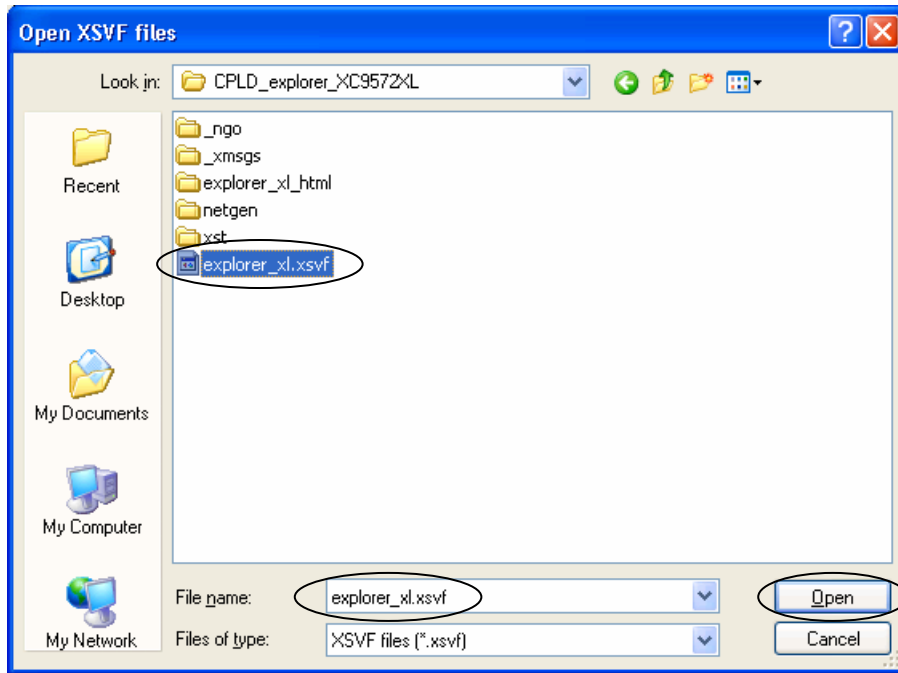 Open XSVF files
Look in: CPLD_explorer_XC9572XL
_ngo
_xmsgs
explorer_xl_html
netgen
xst
explorer_xl.xsvf
Recent
Desktop
My Documents
My Computer
My Network
File name: explorer_xl.xsvf Open
Files of type: XSVF files (*.xsvf) Cancel